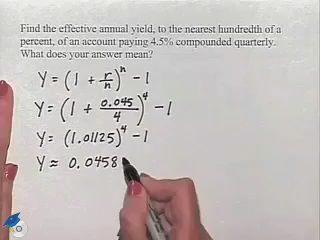 Find the effective annual yield, to the nearest hundredth of a
percent, of an account paying 4.5% compounded quarterly.
What does your answer mean?
Y = (1 + r/n)^n - 1
Y = (1 + 0.045/4)^4 - 1
Y = (1.01125)^4 - 1
Y ≈ 0.0458